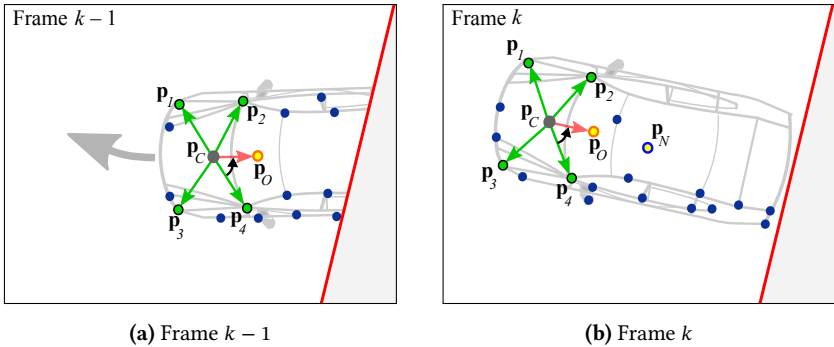 Frame k – 1
p1
p2
pC
pO
p3
p4
(a) Frame k – 1
Frame k
p1
p2
pC
pO
pN
p3
p4
(b) Frame k